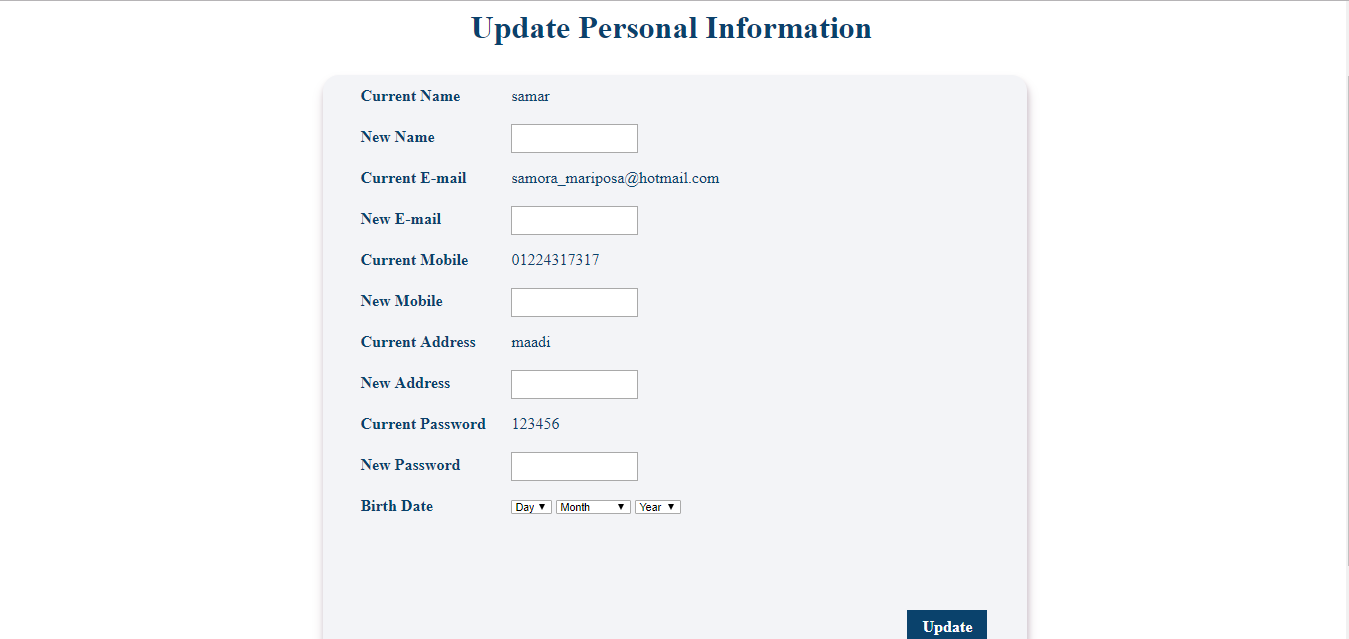 Update Personal Information
Current Name samar
New Name
Current E-mail samora_mariposa@hotmail.com
New E-mail
Current Mobile 01224317317
New Mobile
Current Address maadi
New Address
Current Password 123456
New Password
Birth Date Day Month Year
Update